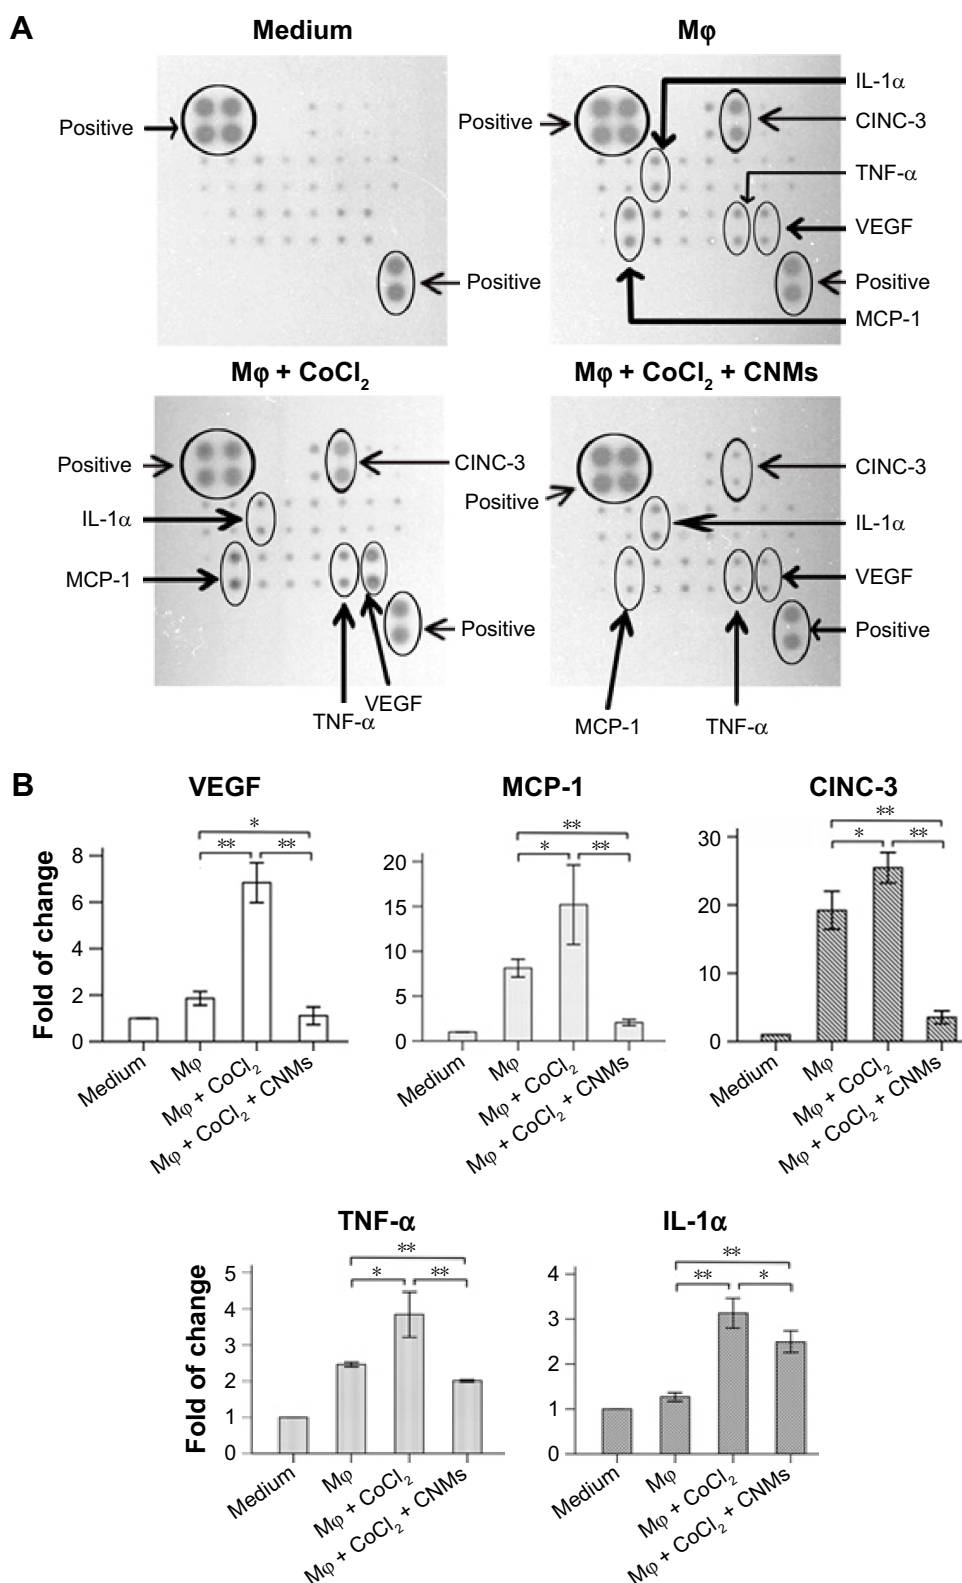 A
Medium
Mφ
Positive
Positive
Positive
IL-1α
CINC-3
TNF-α
VEGF
Positive
MCP-1
Mφ + CoCl₂
Mφ + CoCl₂ + CNMs
Positive
CINC-3
IL-1α
MCP-1
Positive
TNF-α
VEGF
Positive
CINC-3
IL-1α
VEGF
Positive
MCP-1
TNF-α
B
VEGF
MCP-1
CINC-3
*
**
**
8
6
4
2
0
Fold of change
Medium
Mφ
Mφ + CoCl₂
Mφ + CoCl₂ + CNMs
**
*
**
20
15
10
5
0
Medium
Mφ
Mφ + CoCl₂
Mφ + CoCl₂ + CNMs
**
*
**
30
20
10
0
Medium
Mφ
Mφ + CoCl₂
Mφ + CoCl₂ + CNMs
TNF-α
IL-1α
**
*
**
5
4
3
2
1
0
Fold of change
Medium
Mφ
Mφ + CoCl₂
Mφ + CoCl₂ + CNMs
**
**
*
4
3
2
1
0
Medium
Mφ
Mφ + CoCl₂
Mφ + CoCl₂ + CNMs